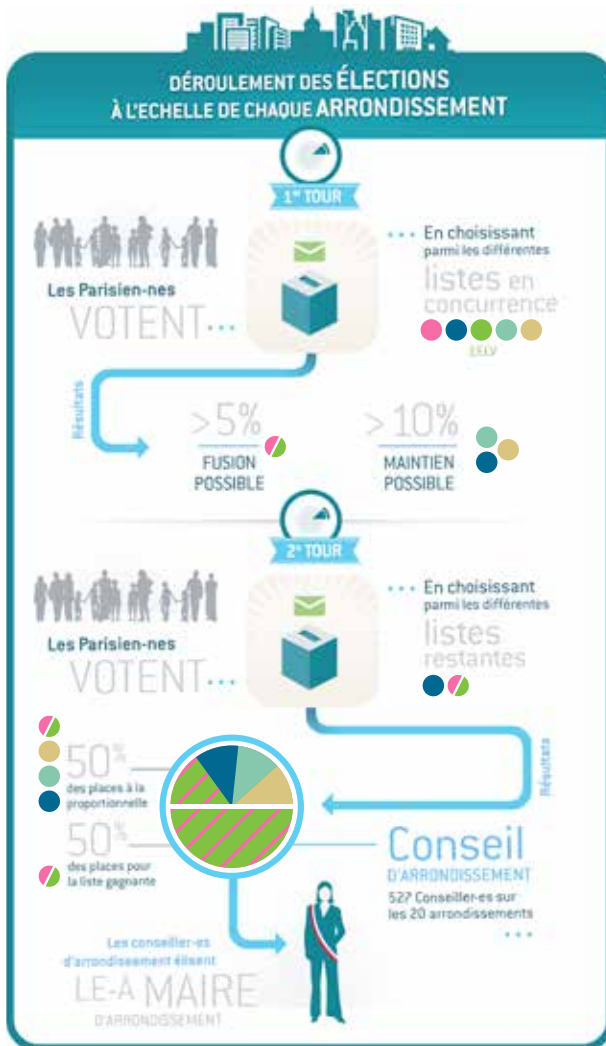 DÉROULEMENT DES ÉLECTIONS
À L'ECHELLE DE CHAQUE ARRONDISSEMENT
1er TOUR
Les Parisien-nes
VOTENT...
... En choisissant
parmi les différentes
listes en
concurrence
EELV
Résultats
>5%
FUSION
POSSIBLE
>10%
MAINTIEN
POSSIBLE
2e TOUR
Les Parisien-nes
VOTENT...
... En choisissant
parmi les différentes
listes
restantes
Résultats
50%
des places à la
proportionnelle
50%
des places pour
la liste gagnante
Conseil
D'ARRONDISSEMENT
527 Conseiller-es sur
les 20 arrondissements
...
Les conseiller-es
d'arrondissement élisent
LE-A MAIRE
D'ARRONDISSEMENT